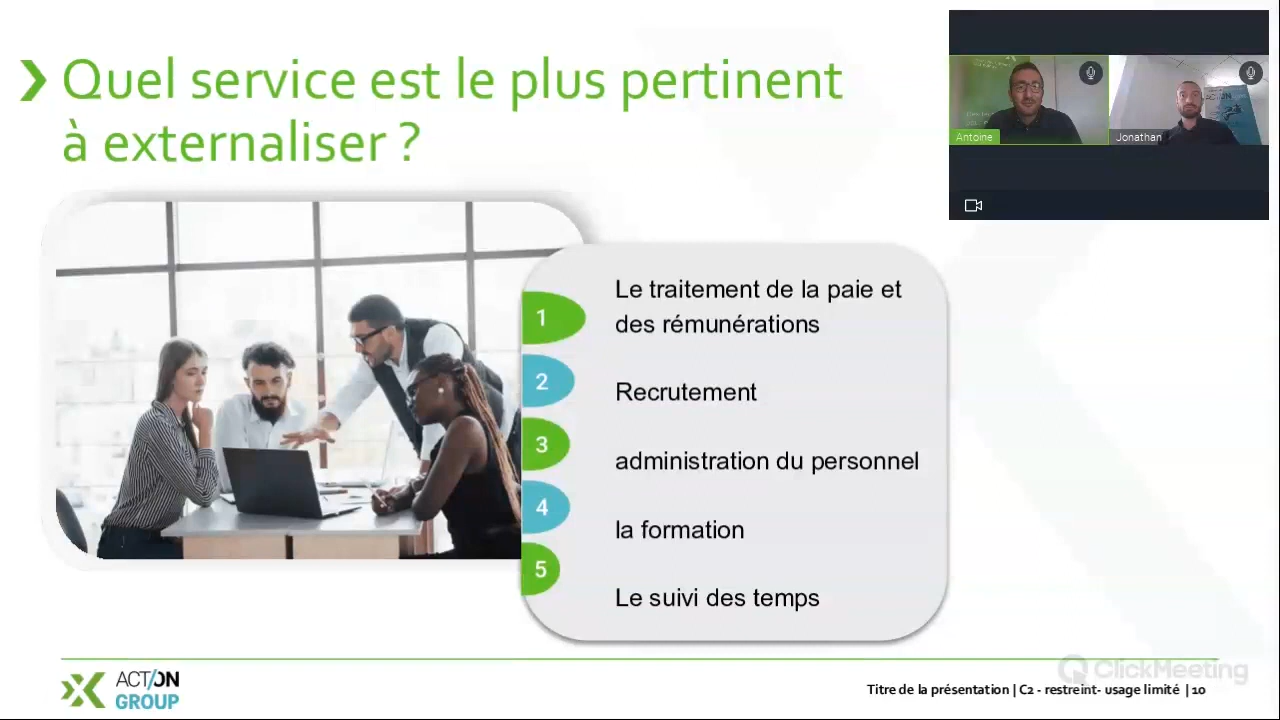 Quel service est le plus pertinent
à externaliser ?
Antoine
Jonathan
1
Le traitement de la paie et
des rémunérations
2
Recrutement
3
administration du personnel
4
la formation
5
Le suivi des temps
ACTION
GROUP
ClickMeeting
Titre de la présentation | C2 - restreint- usage limité | 10